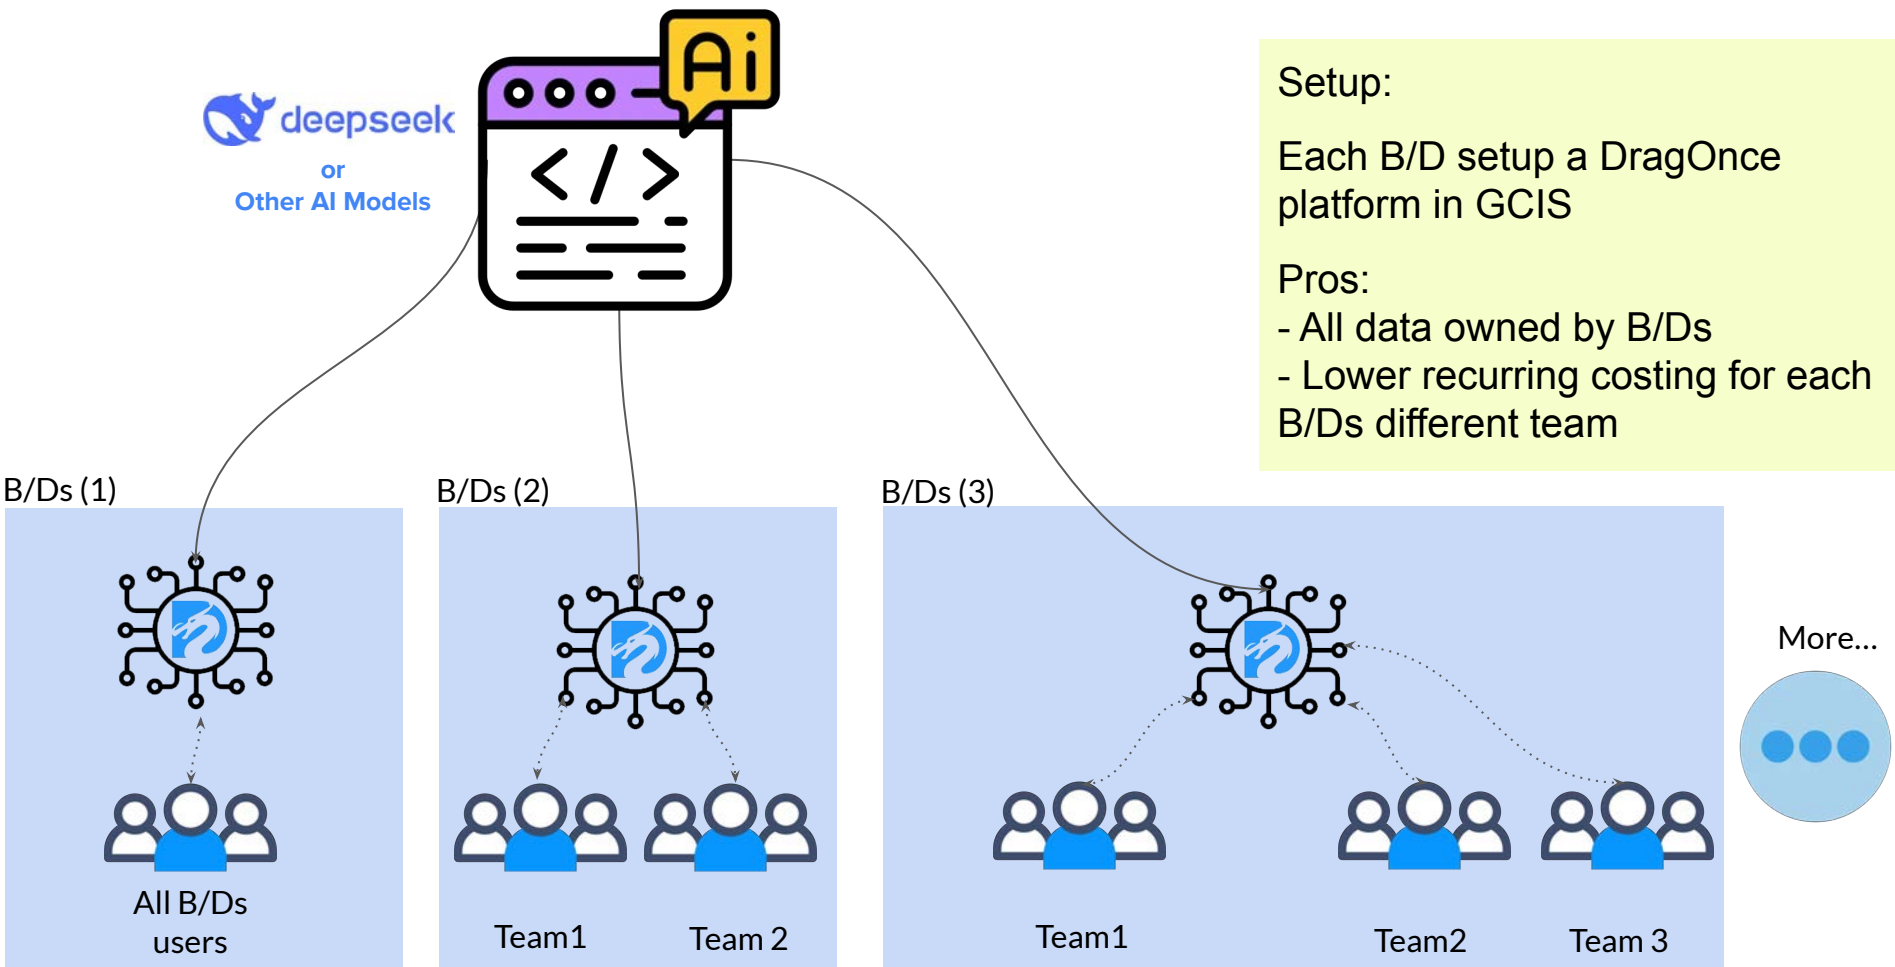 Ai
deepseek
or
Other AI Models
</>
Setup:
Each B/D setup a DragOnce
platform in GCIS
Pros:
- All data owned by B/Ds
- Lower recurring costing for each
B/Ds different team
B/Ds (1)
B/Ds (2)
B/Ds (3)
More...
All B/Ds
users
Team1
Team 2
Team1
Team2
Team 3